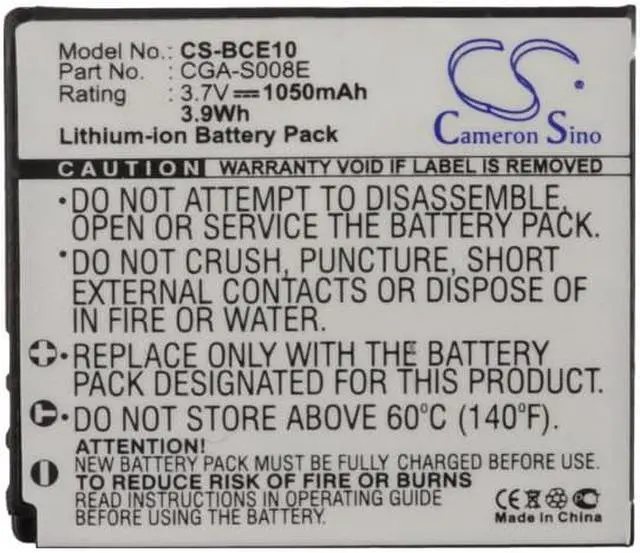 Model No.: CS-BCE10
Part No.: CGA-S008E
Rating : 3.7V 1050mAh
3.9Wh
Lithium-ion Battery Pack
CS
Cameron Sino
CAUTION WARRANTY VOID IF LABEL IS REMOVED
·DO NOT ATTEMPT TO DISASSEMBLE,
OPEN OR SERVICE THE BATTERY PACK.
·DO NOT CRUSH, PUNCTURE, SHORT
EXTERNAL CONTACTS OR DISPOSE OF
IN FIRE OR WATER.
·REPLACE ONLY WITH THE BATTERY
PACK DESIGNATED FOR THIS PRODUCT.
·DO NOT STORE ABOVE 60°C (140°F).
ATTENTION!
NEW BATTERY PACK MUST BE FULLY CHARGED BEFORE USE.
TO REDUCE RISK OF FIRE OR BURNS
READ INSTRUCTIONS IN OPERATING GUIDE
BEFORE USE.
CE
Made in China